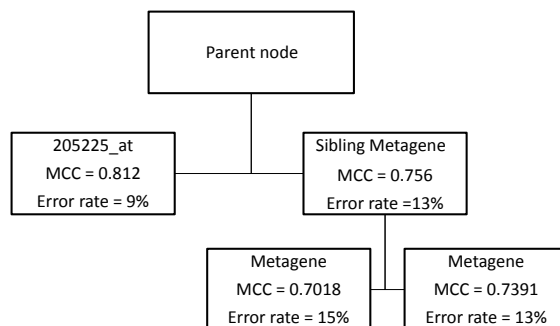 Parent node
205225_at
MCC = 0.812
Error rate = 9%
Sibling Metagene
MCC = 0.756
Error rate =13%
Metagene
MCC = 0.7018
Error rate = 15%
Metagene
MCC = 0.7391
Error rate = 13%